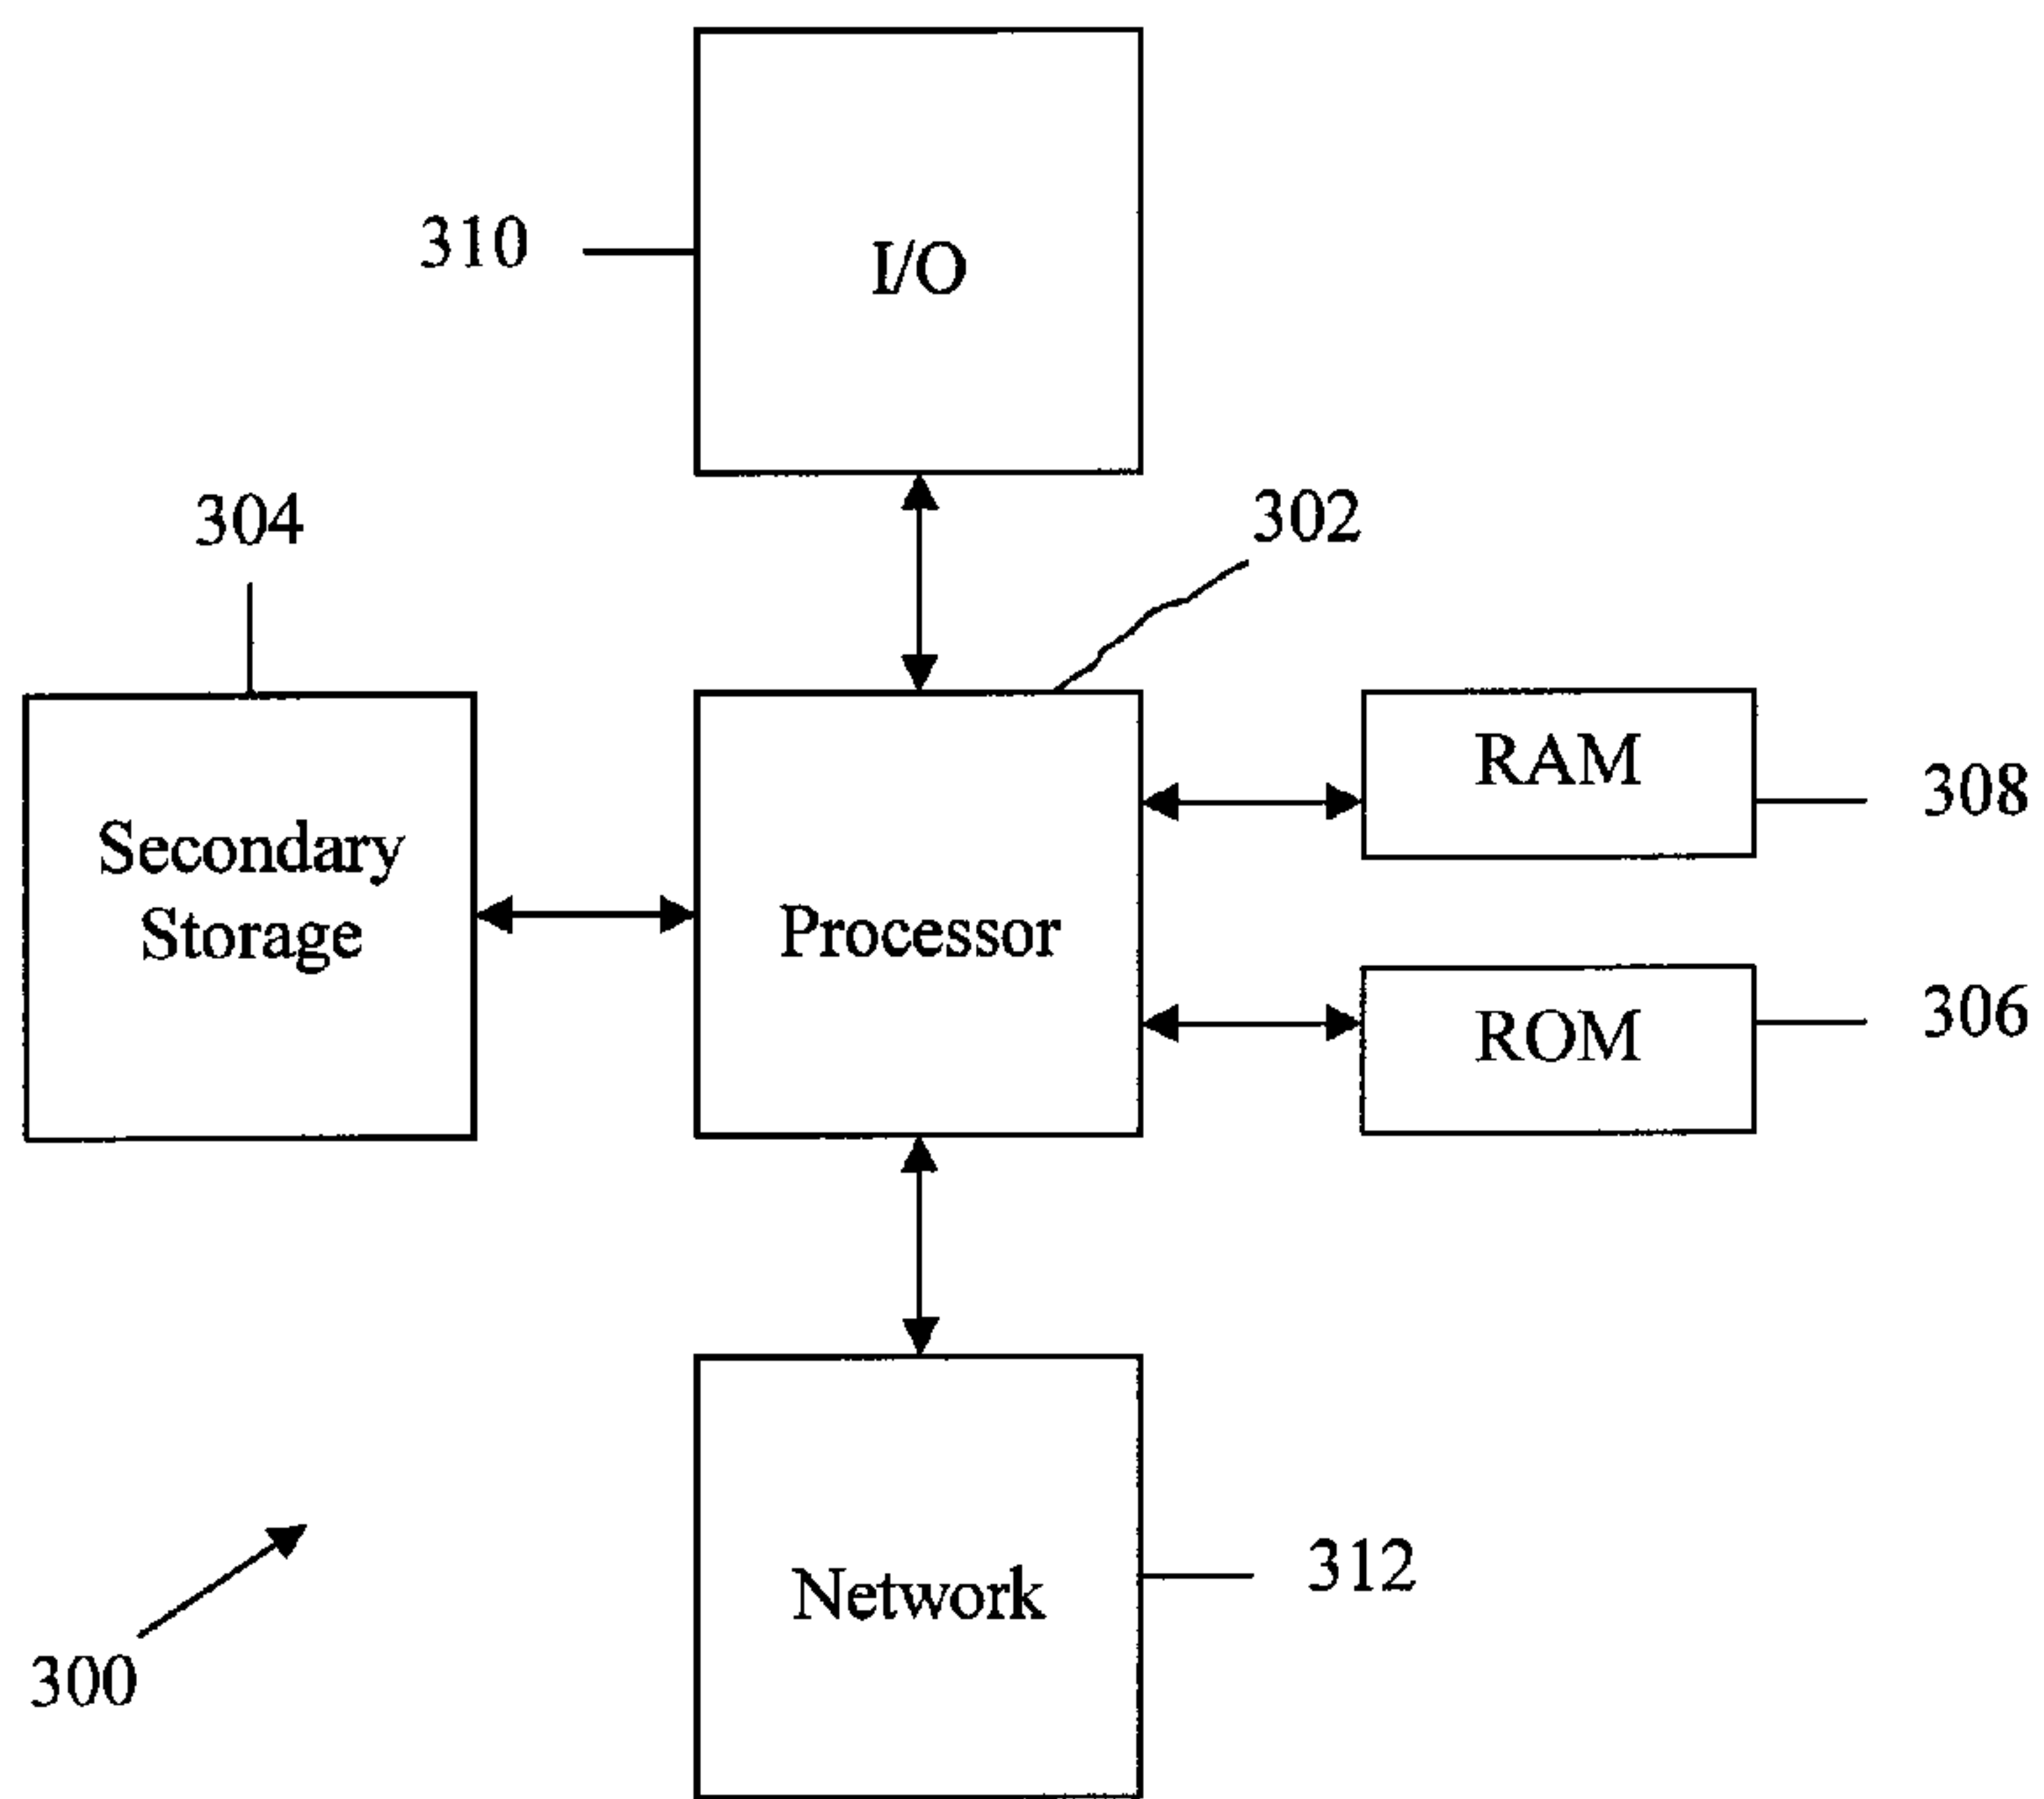 310
I/O
304
302
Secondary
Storage
Processor
RAM
308
ROM
306
Network
312
300